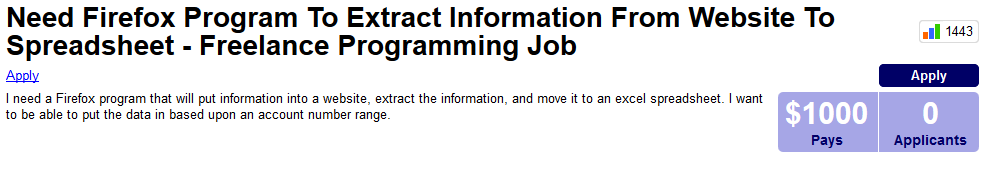 Need Firefox Program To Extract Information From Website To
Spreadsheet - Freelance Programming Job
1443
Apply
Apply
I need a Firefox program that will put information into a website, extract the information, and move it to an excel spreadsheet. I want
to be able to put the data in based upon an account number range.
$1000
Pays
0
Applicants